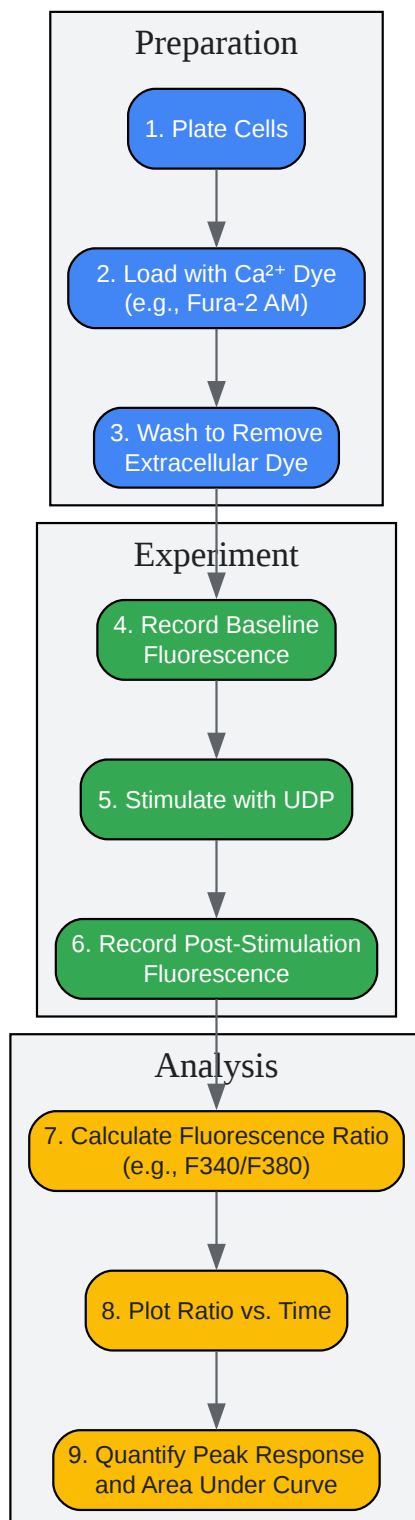 Preparation
1. Plate Cells
2. Load with Ca²⁺ Dye
(e.g., Fura-2 AM)
3. Wash to Remove
Extracellular Dye
Experiment
4. Record Baseline
Fluorescence
5. Stimulate with UDP
6. Record Post-Stimulation
Fluorescence
Analysis
7. Calculate Fluorescence Ratio
(e.g., F340/F380)
8. Plot Ratio vs. Time
9. Quantify Peak Response
and Area Under Curve